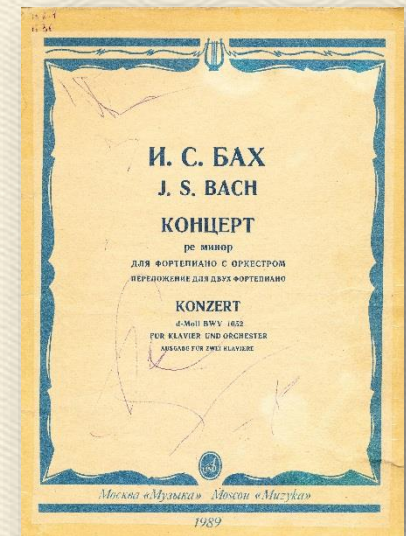 И. С. БАХ
J. S. BACH
КОНЦЕРТ
ре минор
ДЛЯ ФОРТЕПИАНО С ОРКЕСТРОМ
ПЕРЕЛОЖЕНИЕ ДЛЯ ДВУХ ФОРТЕПИАНО
KONZERT
d-Moll BWV 1052
FÜR KLAVIER UND ORCHESTER
AUSGABE FÜR ZWEI KLAVIERE
Москва «Музыка» Moscou «Muzyka»
1989